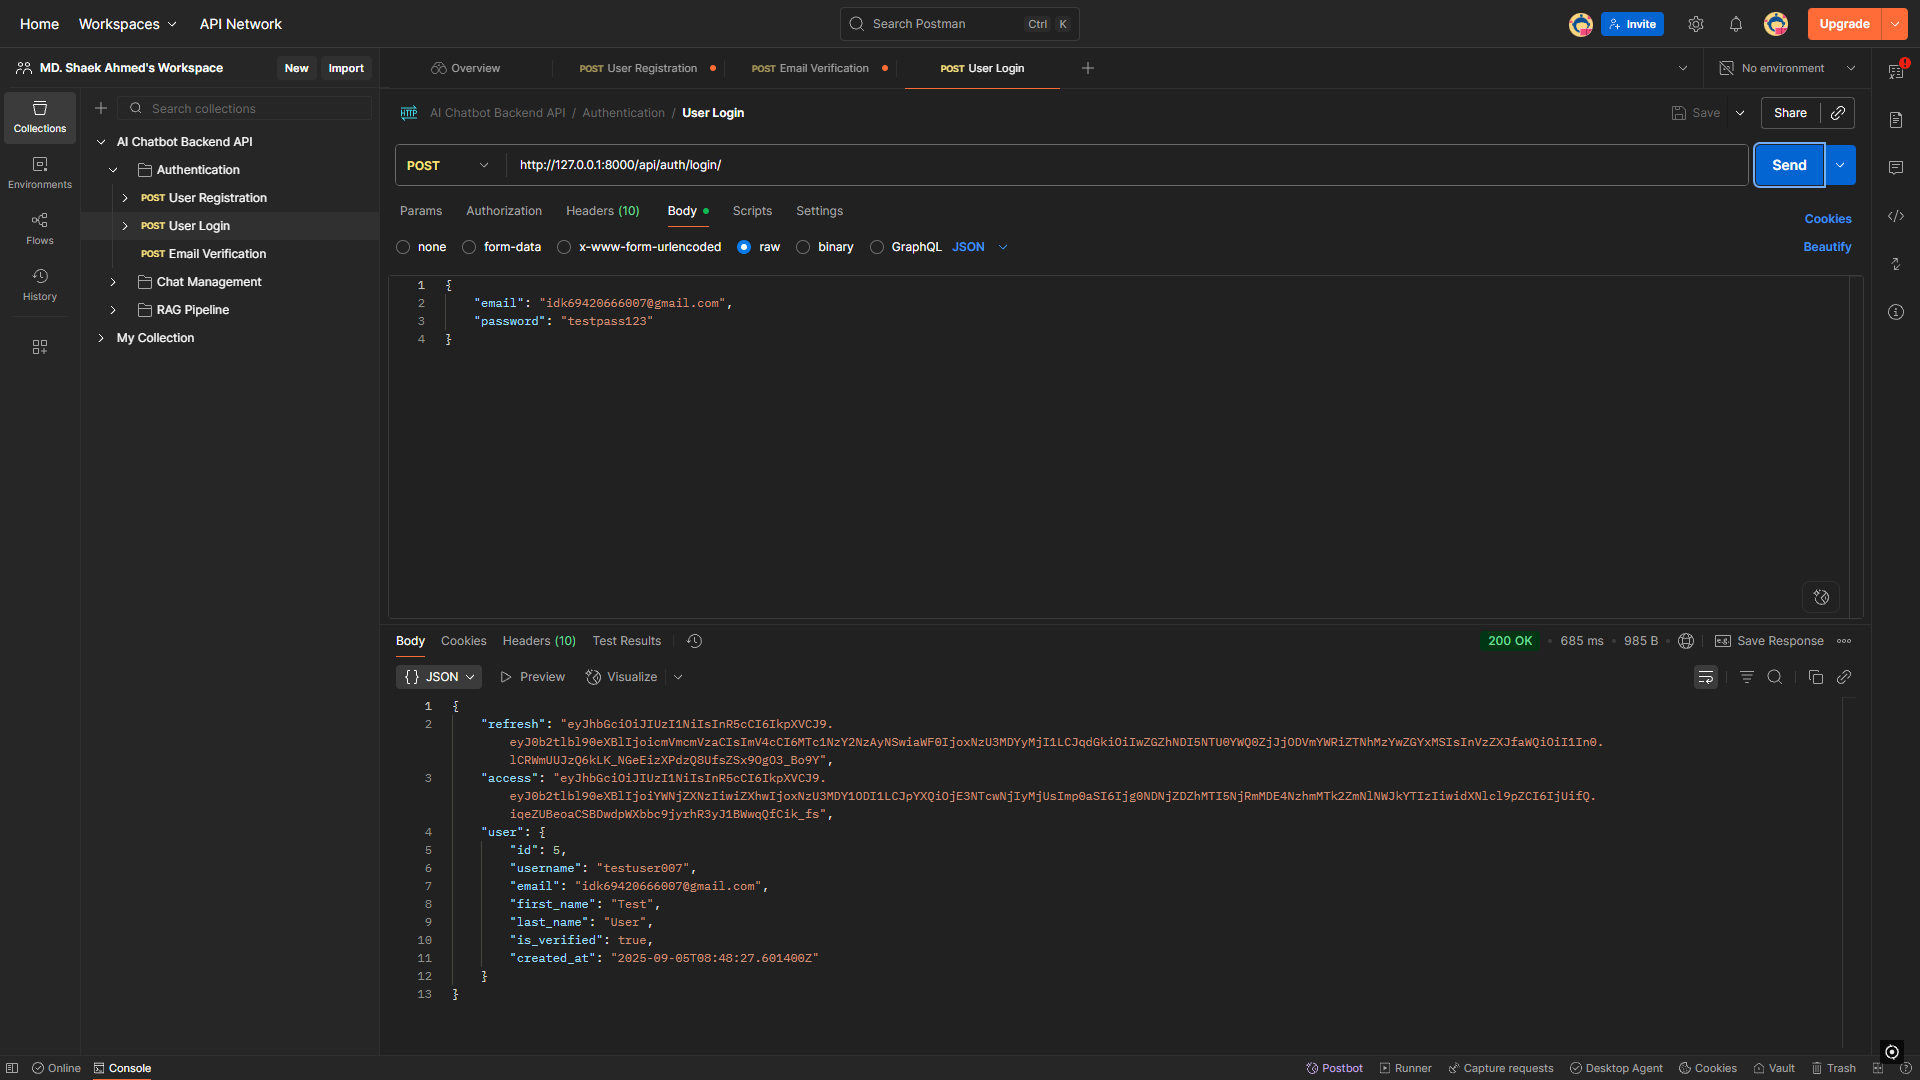 Home Workspaces API Network Search Postman Ctrl K Invite Upgrade
MD. Shaek Ahmed's Workspace New Import Overview POST User Registration POST Email Verification POST User Login No environment
Collections
Environments
Flows
History
Search collections
AI Chatbot Backend API
Authentication
POST User Registration
POST User Login
POST Email Verification
Chat Management
RAG Pipeline
My Collection
HTTP AI Chatbot Backend API / Authentication / User Login Save Share
POST http://127.0.0.1:8000/api/auth/login/ Send
Params Authorization Headers (10) Body Scripts Settings Cookies
none form-data x-www-form-urlencoded raw binary GraphQL JSON Beautify
1 {
2 "email": "idk69420666007@gmail.com",
3 "password": "testpass123"
4 }
Body Cookies Headers (10) Test Results 200 OK 685 ms 985 B e.g. Save Response
{} JSON Preview Visualize
1 {
2 "refresh": "eyJhbGciOiJIUzI1NiIsInR5cCI6IkpXVCJ9.
3 "access": "eyJhbGciOiJIUzI1NiIsInR5cCI6IkpXVCJ9.
4 "user": {
5 "id": 5,
6 "username": "testuser007",
7 "email": "idk69420666007@gmail.com",
8 "first_name": "Test",
9 "last_name": "User",
10 "is_verified": true,
11 "created_at": "2025-09-05T08:48:27.601400Z"
12 }
13 }
Online Console Postbot Runner Capture requests Desktop Agent Cookies Vault Trash